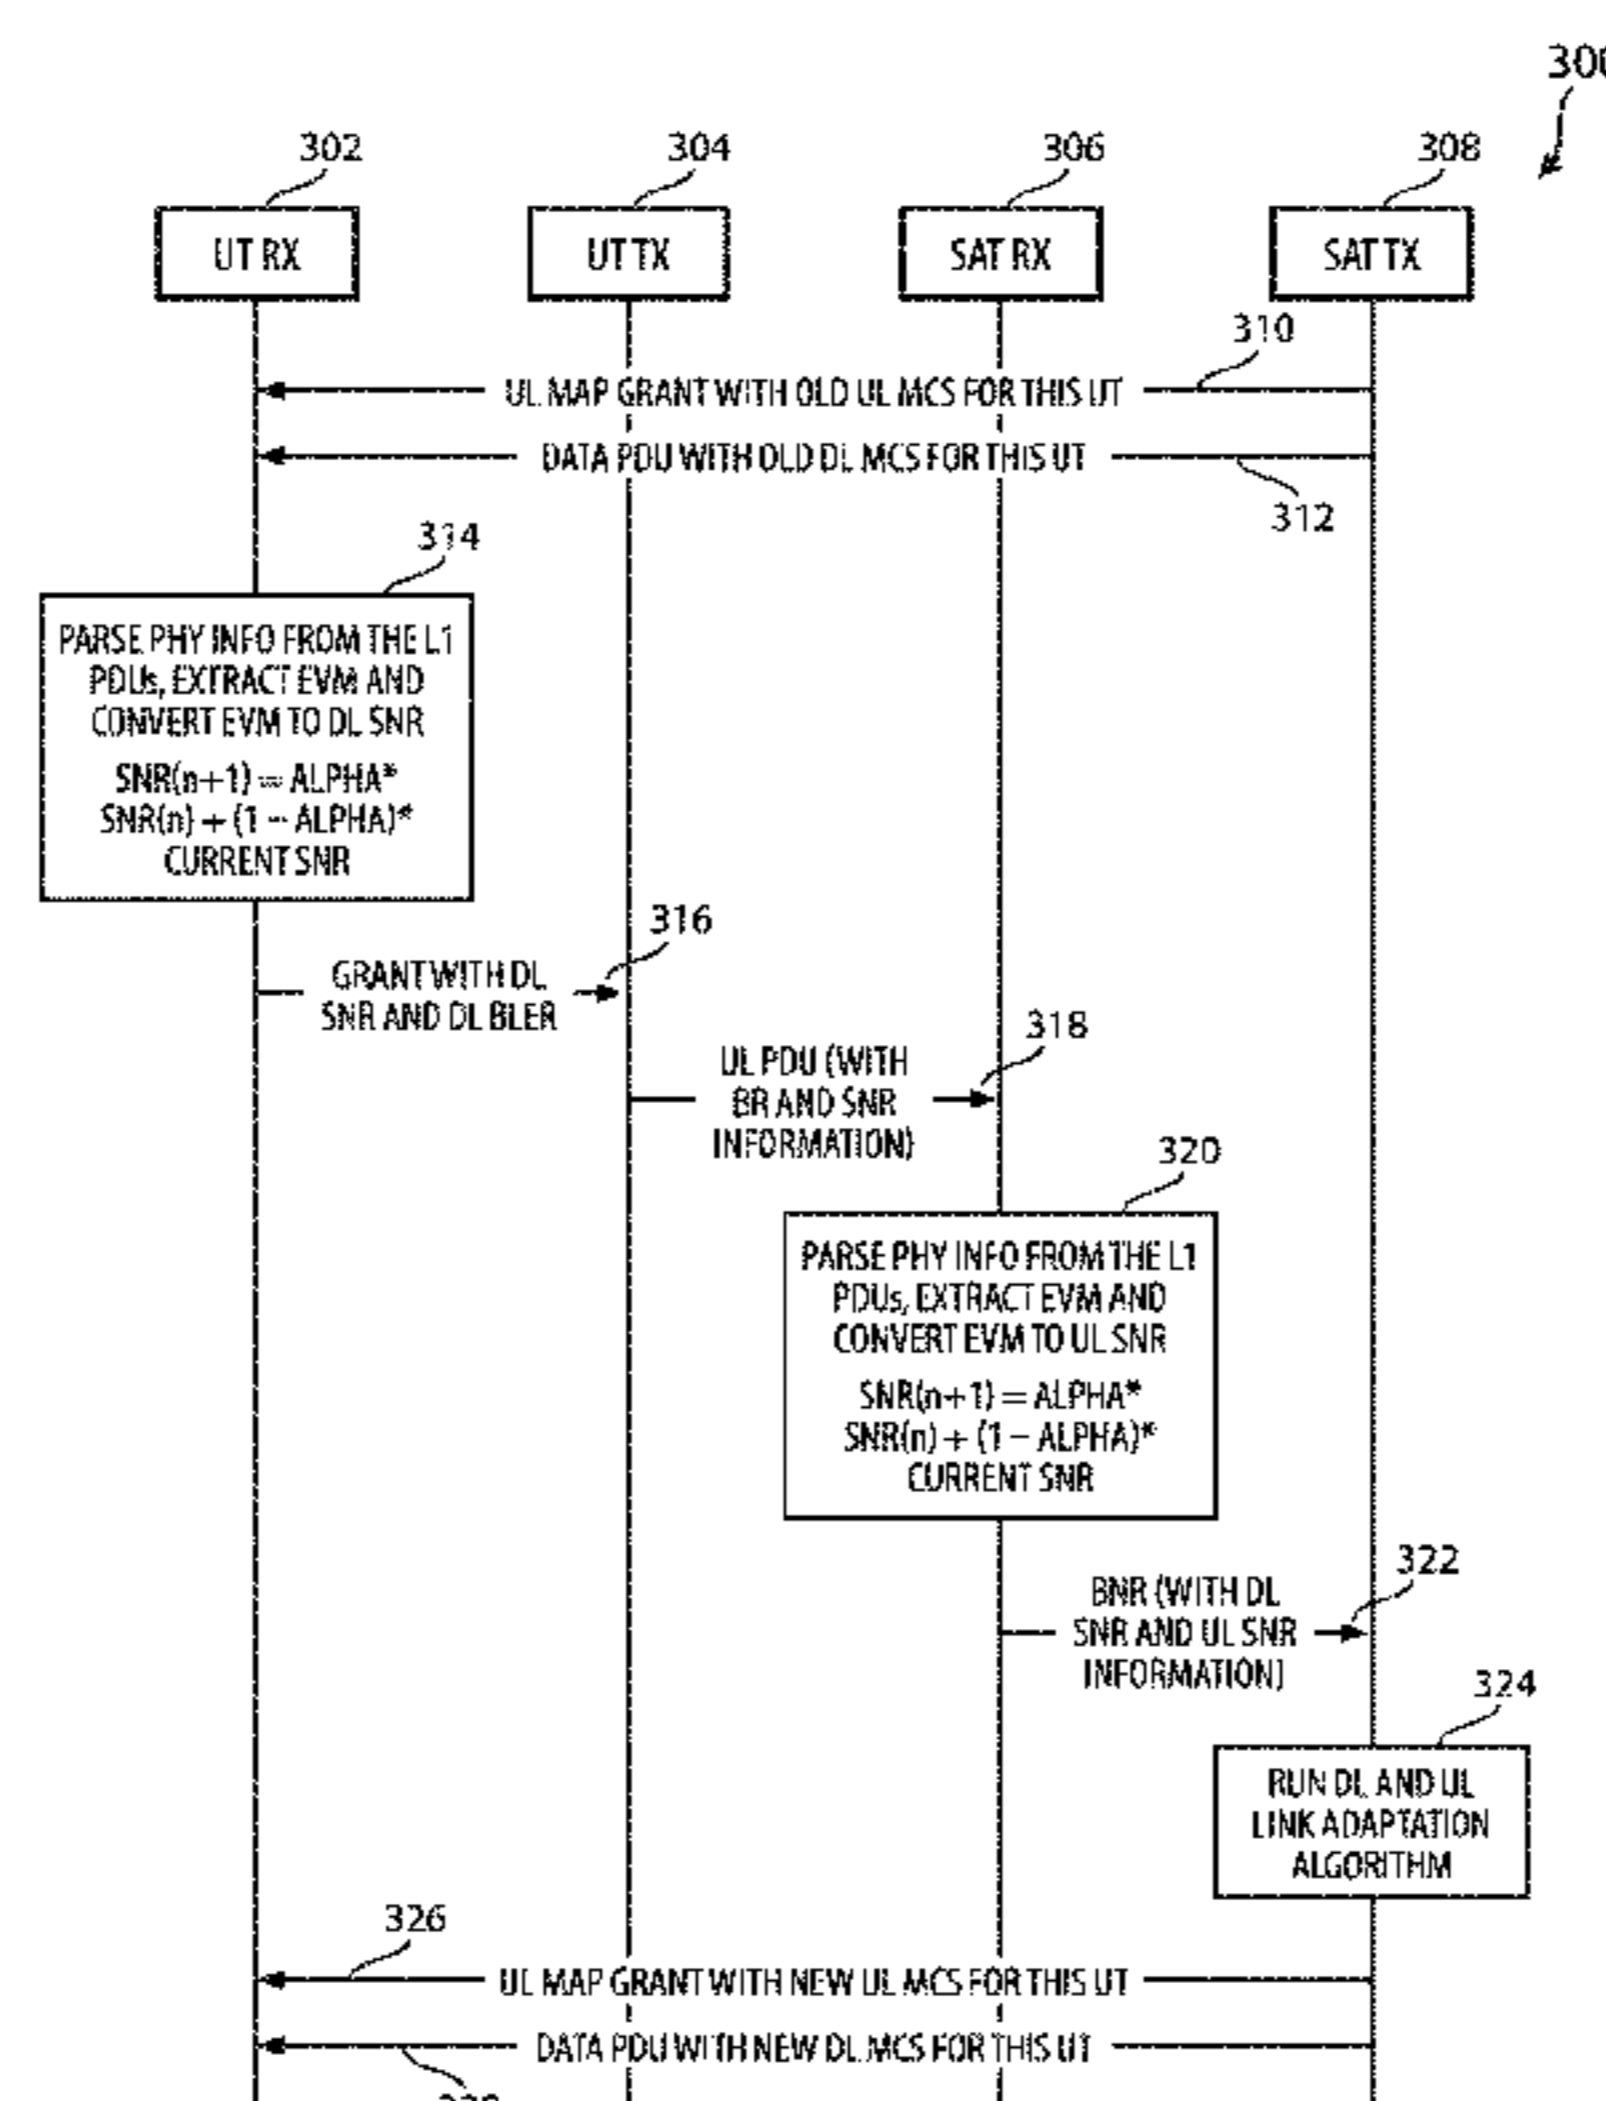 300
302
304
306
308
UT RX
UT TX
SAT RX
SAT TX
310
UL MAP GRANT WITH OLD UL MCS FOR THIS UT
DATA PDU WITH OLD DL MCS FOR THIS UT
312
314
PARSE PHY INFO FROM THE L1
PDUs, EXTRACT EVM AND
CONVERT EVM TO DL SNR
SNR(n+1) = ALPHA*
SNR(n) + (1 − ALPHA)*
CURRENT SNR
316
GRANT WITH DL
SNR AND DL BLER
318
UL PDU (WITH
BR AND SNR
INFORMATION)
320
PARSE PHY INFO FROM THE L1
PDUs, EXTRACT EVM AND
CONVERT EVM TO UL SNR
SNR(n+1) = ALPHA*
SNR(n) + (1 − ALPHA)*
CURRENT SNR
322
BNR (WITH DL
SNR AND UL SNR
INFORMATION)
324
RUN DL AND UL
LINK ADAPTATION
ALGORITHM
326
UL MAP GRANT WITH NEW UL MCS FOR THIS UT
DATA PDU WITH NEW DL MCS FOR THIS UT